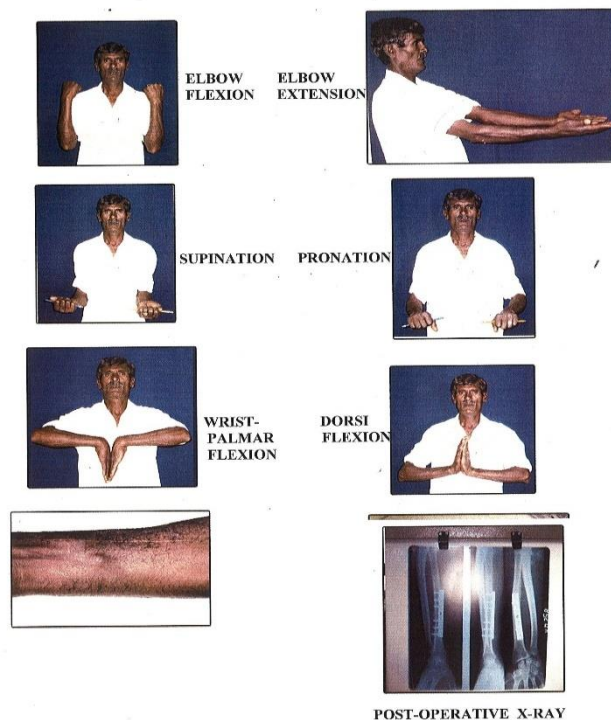 ELBOW
FLEXION
ELBOW
EXTENSION
SUPINATION
PRONATION
WRIST-
PALMAR
FLEXION
DORSI
FLEXION
POST-OPERATIVE X-RAY